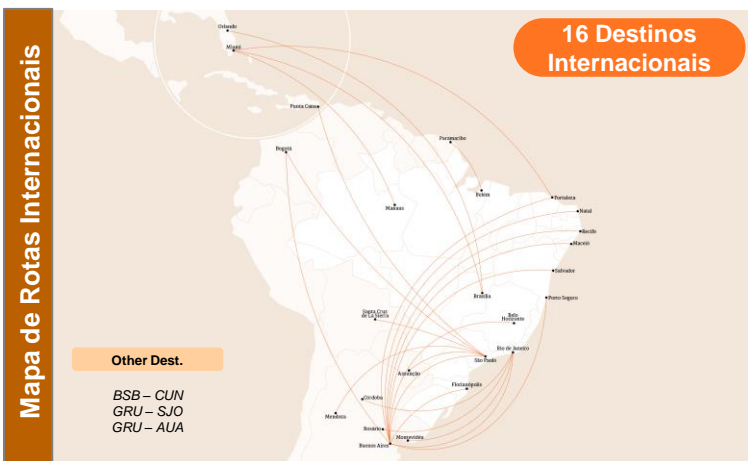 Mapa de Rotas Internacionais
16 Destinos
Internacionais
Orlando
Miami
Punta Cana
Paramaribo
Bogotá
Belém
Fortaleza
Manaus
Natal
Recife
Maceió
Salvador
Brasília
Porto Seguro
Santa Cruz
de La Sierra
Belo
Horizonte
Rio de Janeiro
São Paulo
Other Dest.
Assunção
Florianópolis
BSB – CUN
GRU – SJO
GRU – AUA
Córdoba
Mendoza
Rosário
Montevidéu
Buenos Aires